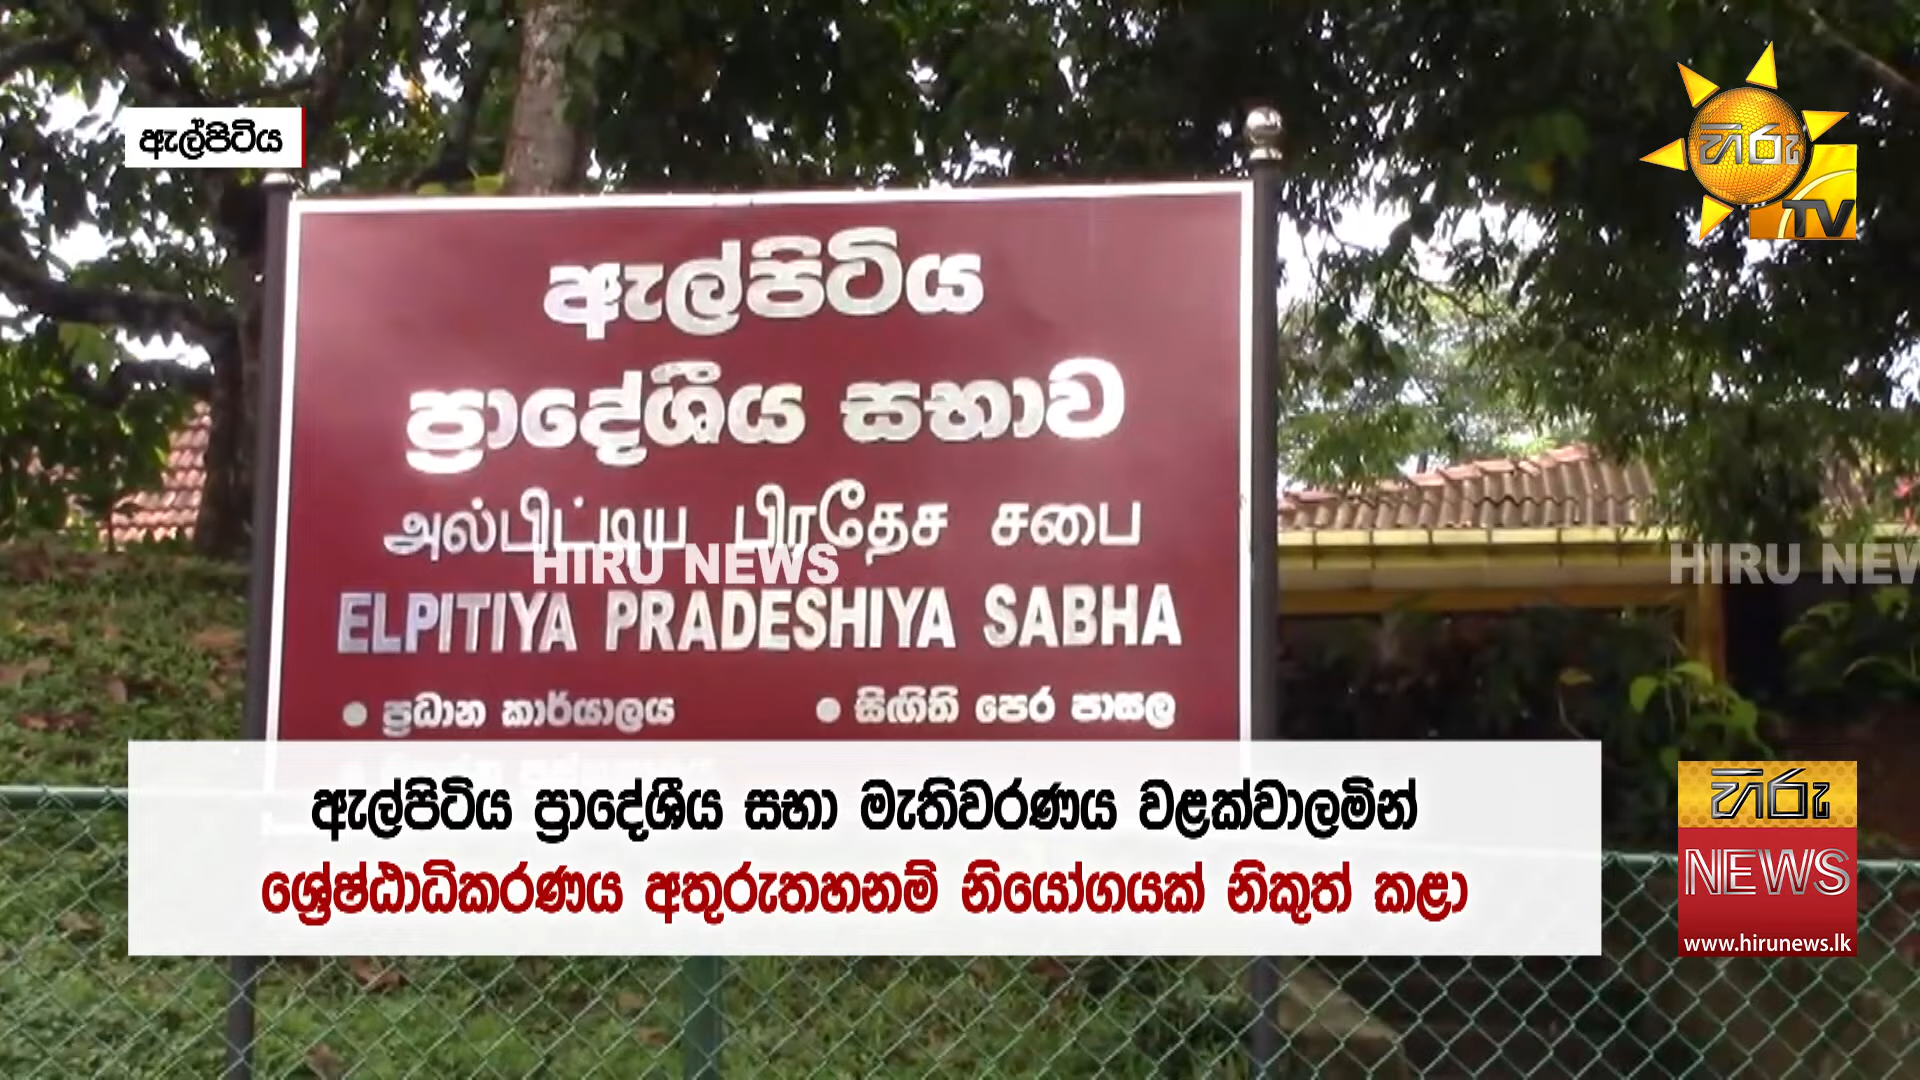 ඇල්පිටිය
හිරු
TV
ඇල්පිටිය
ප්‍රාදේශීය සභාව
அல்பிட்டிய பிரதேச சபை
HIRU NEWS
HIRU NEW
ELPITIYA PRADESHIYA SABHA
● ප්‍රධාන කාර්යාලය
● සිඟිති පෙර පාසල
ඇල්පිටිය ප්‍රාදේශීය සභා මැතිවරණය වළක්වාලමින්
ශ්‍රේෂ්ඨාධිකරණය අතුරුතහනම් නියෝගයක් නිකුත් කළා
හිරු
NEWS
www.hirunews.lk